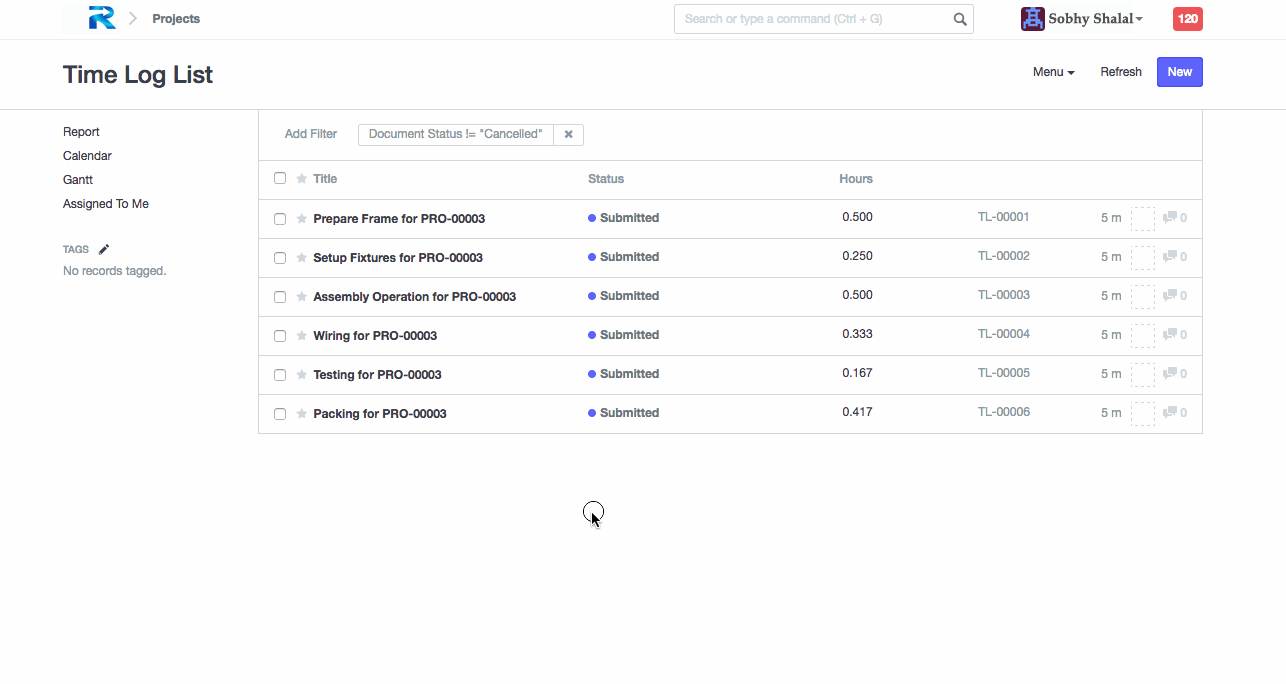 R Projects Search or type a command (Ctrl + G) Sobhy Shalal 120
Time Log List Menu Refresh New
Report
Calendar
Gantt
Assigned To Me
TAGS
No records tagged.
Add Filter Document Status != "Cancelled"
Title Status Hours
Prepare Frame for PRO-00003 Submitted 0.500 TL-00001 5 m 0
Setup Fixtures for PRO-00003 Submitted 0.250 TL-00002 5 m 0
Assembly Operation for PRO-00003 Submitted 0.500 TL-00003 5 m 0
Wiring for PRO-00003 Submitted 0.333 TL-00004 5 m 0
Testing for PRO-00003 Submitted 0.167 TL-00005 5 m 0
Packing for PRO-00003 Submitted 0.417 TL-00006 5 m 0